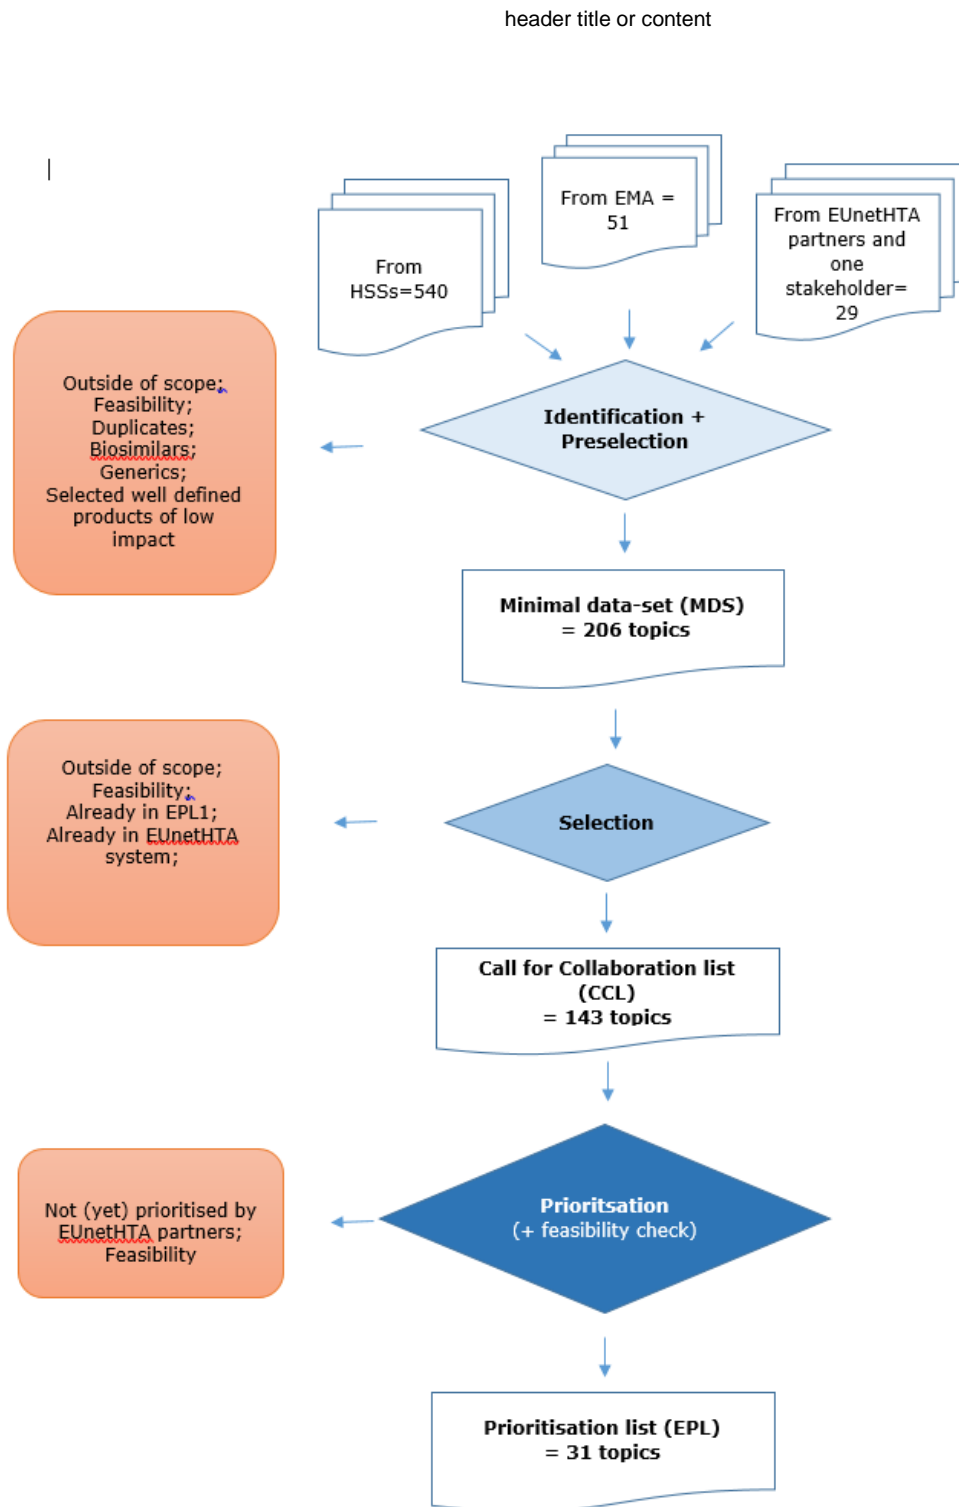 header title or content
From EMA =
51
From EUnetHTA
partners and
one
stakeholder=
29
From
HSSs=540
Outside of scope;
Feasibility;
Duplicates;
Biosimilars;
Generics;
Selected well defined
products of low
impact
Identification +
Preselection
Minimal data-set (MDS)
= 206 topics
Outside of scope;
Feasibility;
Already in EPL1;
Already in EUnetHTA
system;
Selection
Call for Collaboration list
(CCL)
= 143 topics
Not (yet) prioritised by
EUnetHTA partners;
Feasibility
Prioritsation
(+ feasibility check)
Prioritisation list (EPL)
= 31 topics